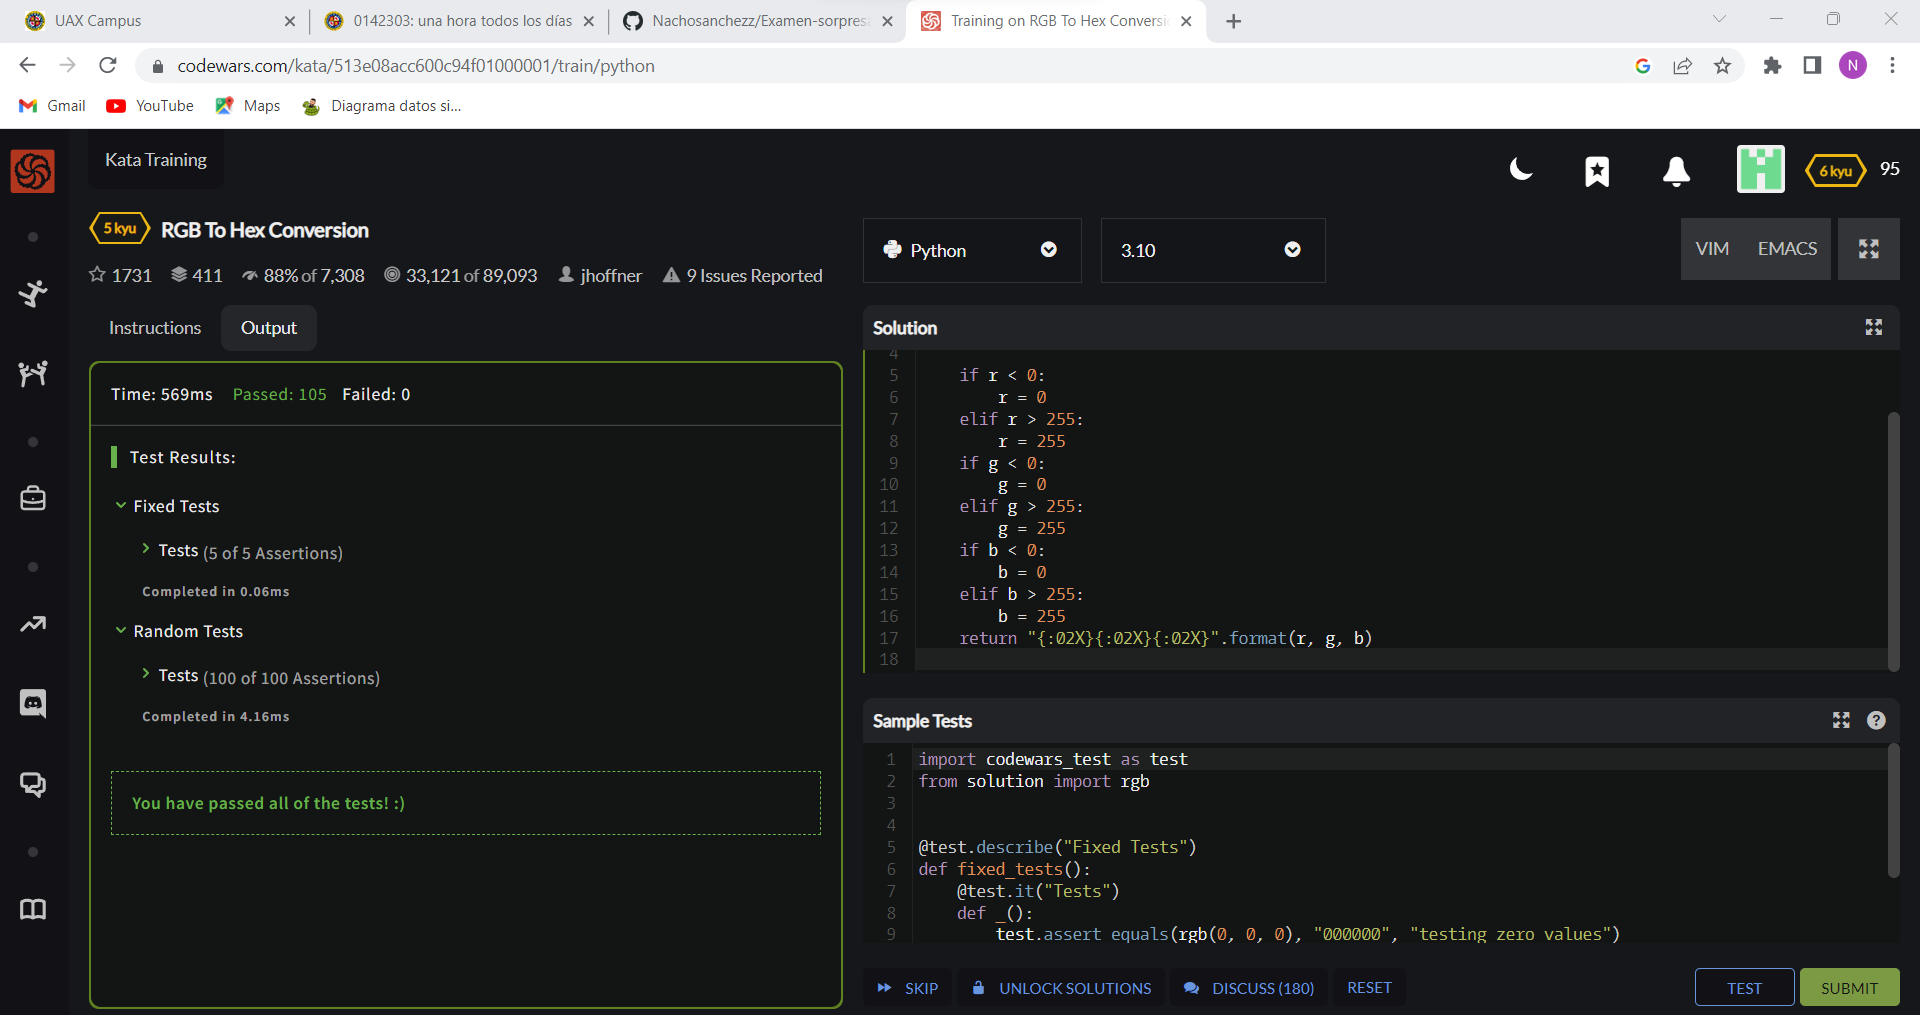 UAX Campus
0142303: una hora todos los días
Nachosanchezz/Examen-sorpres
Training on RGB To Hex Conversi
codewars.com/kata/513e08acc600c94f01000001/train/python
N
Gmail
YouTube
Maps
Diagrama datos si...
Kata Training
6 kyu
95
5 kyu
RGB To Hex Conversion
1731
411
88% of 7,308
33,121 of 89,093
jhoffner
9 Issues Reported
Python
3.10
VIM
EMACS
Instructions
Output
Time: 569ms Passed: 105 Failed: 0
Test Results:
Fixed Tests
Tests (5 of 5 Assertions)
Completed in 0.06ms
Random Tests
Tests (100 of 100 Assertions)
Completed in 4.16ms
You have passed all of the tests! :)
Solution
4
5 if r < 0:
6 r = 0
7 elif r > 255:
8 r = 255
9 if g < 0:
10 g = 0
11 elif g > 255:
12 g = 255
13 if b < 0:
14 b = 0
15 elif b > 255:
16 b = 255
17 return "{:02X}{:02X}{:02X}".format(r, g, b)
18
Sample Tests
?
1 import codewars_test as test
2 from solution import rgb
3
4
5 @test.describe("Fixed Tests")
6 def fixed_tests():
7 @test.it("Tests")
8 def _():
9 test.assert_equals(rgb(0, 0, 0), "000000", "testing zero values")
SKIP
UNLOCK SOLUTIONS
DISCUSS (180)
RESET
TEST
SUBMIT